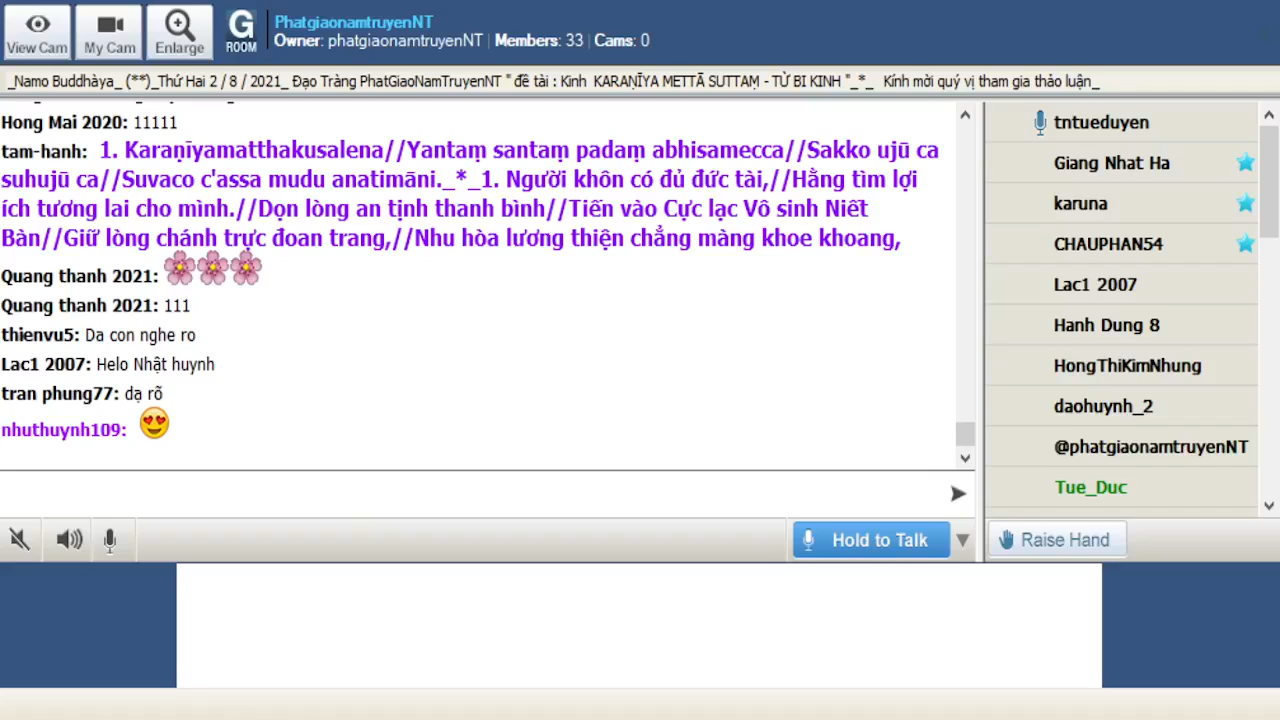 View Cam
My Cam
Enlarge
G
ROOM
PhatgiaonamtruyenNT
Owner: phatgiaonamtruyenNT | Members: 33 | Cams: 0
_Namo Buddhàya_ (**)_Thứ Hai 2 / 8 / 2021_ Đạo Tràng PhatGiaoNamTruyenNT " đề tài : Kinh KARAṆĪYA METTĀ SUTTAṂ - TỪ BI KINH "_*_ Kính mời quý vị tham gia thảo luận_
Hong Mai 2020: 11111
tam-hanh: 1. Karaṇīyamatthakusalena//Yantaṃ santaṃ padaṃ abhisamecca//Sakko ujū ca
suhujū ca//Suvaco c'assa mudu anatimāni._*_1. Người khôn có đủ đức tài,//Hằng tìm lợi
ích tương lai cho mình.//Dọn lòng an tịnh thanh bình//Tiến vào Cực lạc Vô sinh Niết
Bàn//Giữ lòng chánh trực đoan trang,//Nhu hòa lương thiện chẳng màng khoe khoang,
Quang thanh 2021:
Quang thanh 2021: 111
thienvu5: Da con nghe ro
Lac1 2007: Helo Nhật huynh
tran phung77: dạ rõ
nhuthuynh109:
Hold to Talk
tntueduyen
Giang Nhat Ha
karuna
CHAUPHAN54
Lac1 2007
Hanh Dung 8
HongThiKimNhung
daohuynh_2
@phatgiaonamtruyenNT
Tue_Duc
Raise Hand